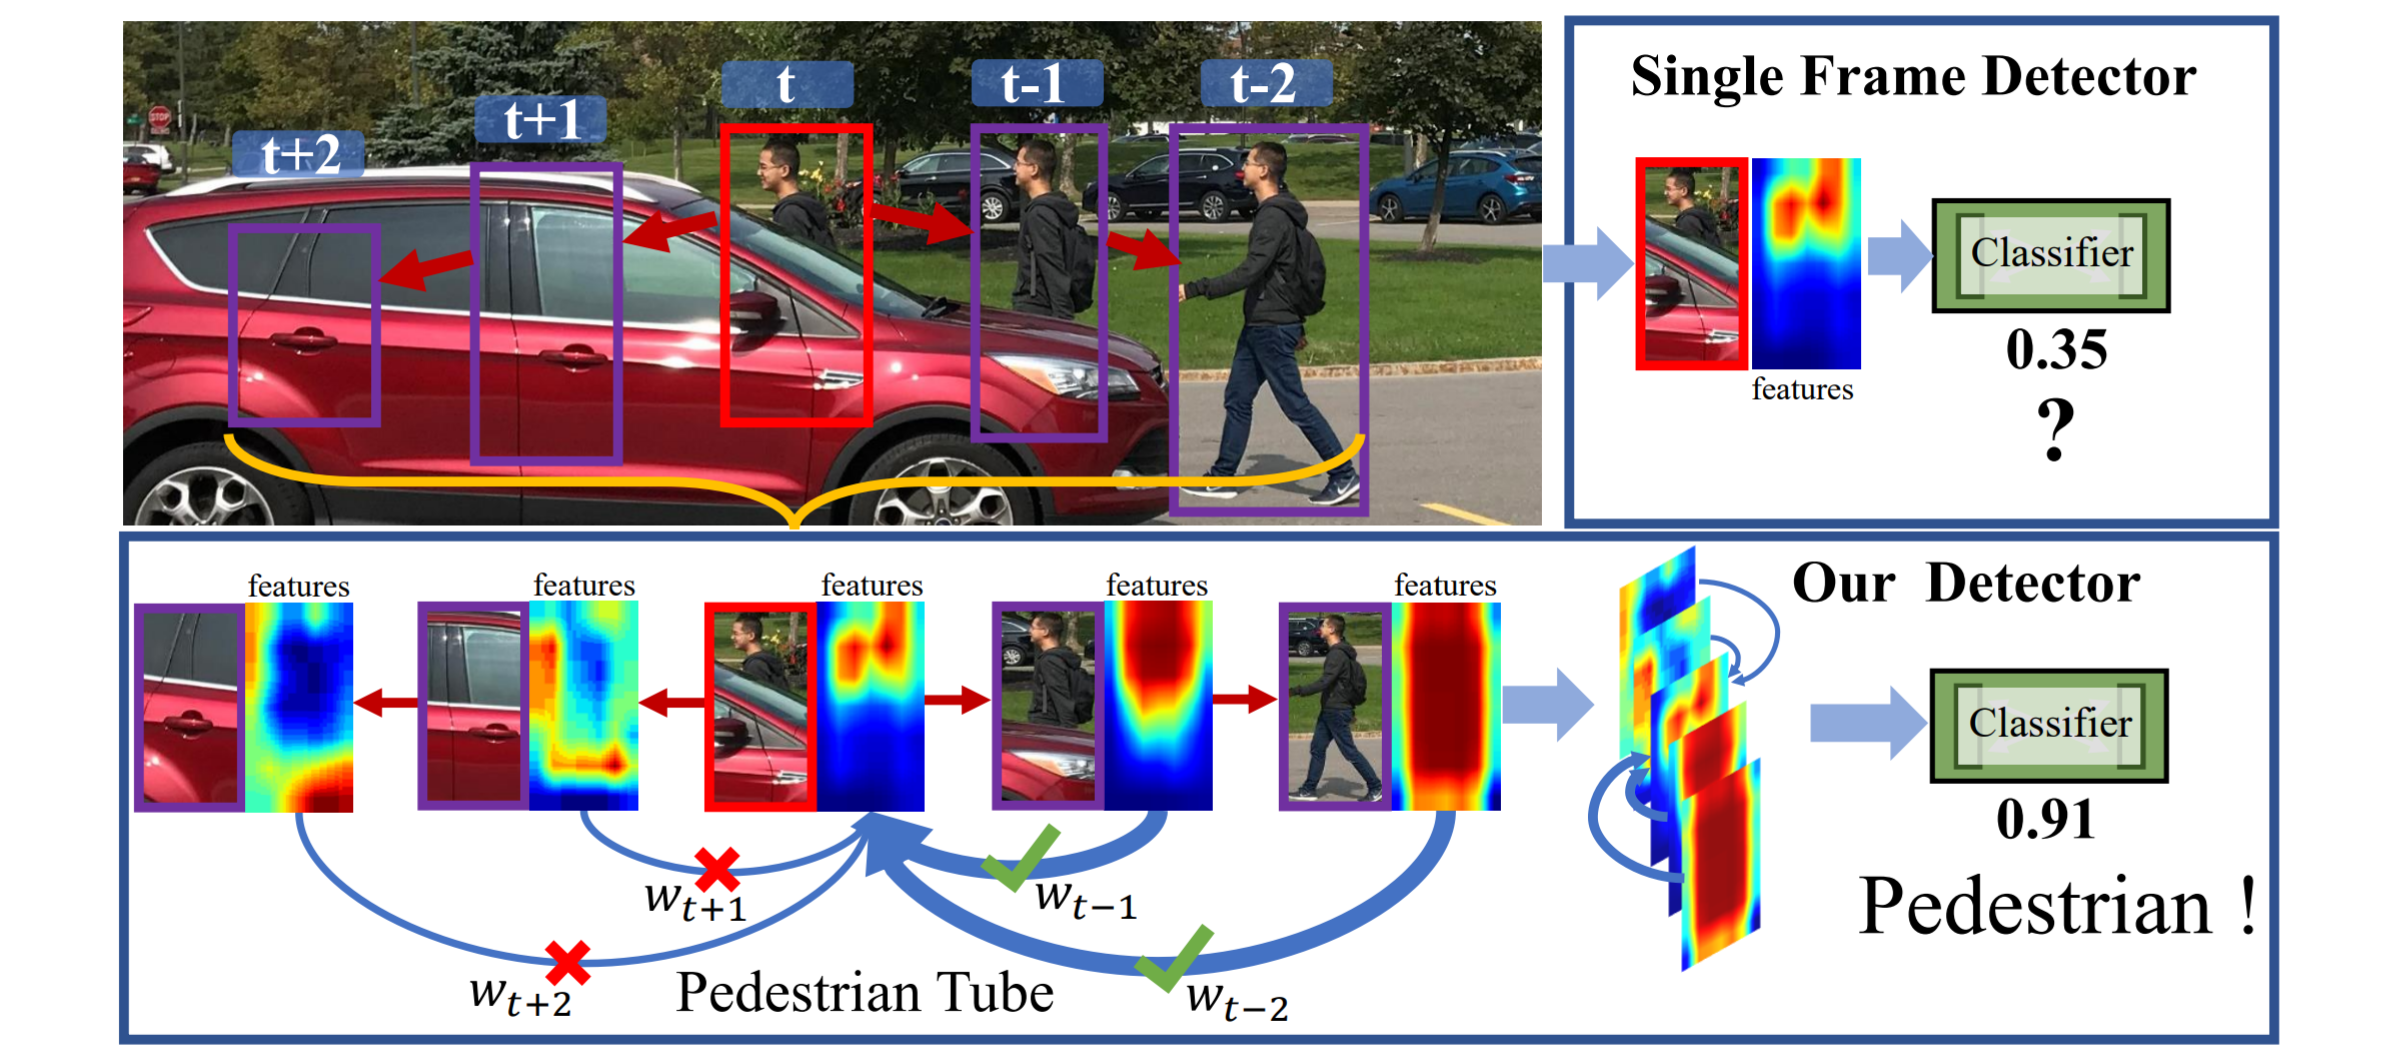 t+2
t+1
t
t-1
t-2
STOP
Single Frame Detector
Classifier
0.35
features
?
features
features
features
features
features
Our Detector
Classifier
0.91
Pedestrian !
w_{t+1}
w_{t-1}
w_{t+2}
Pedestrian Tube
w_{t-2}